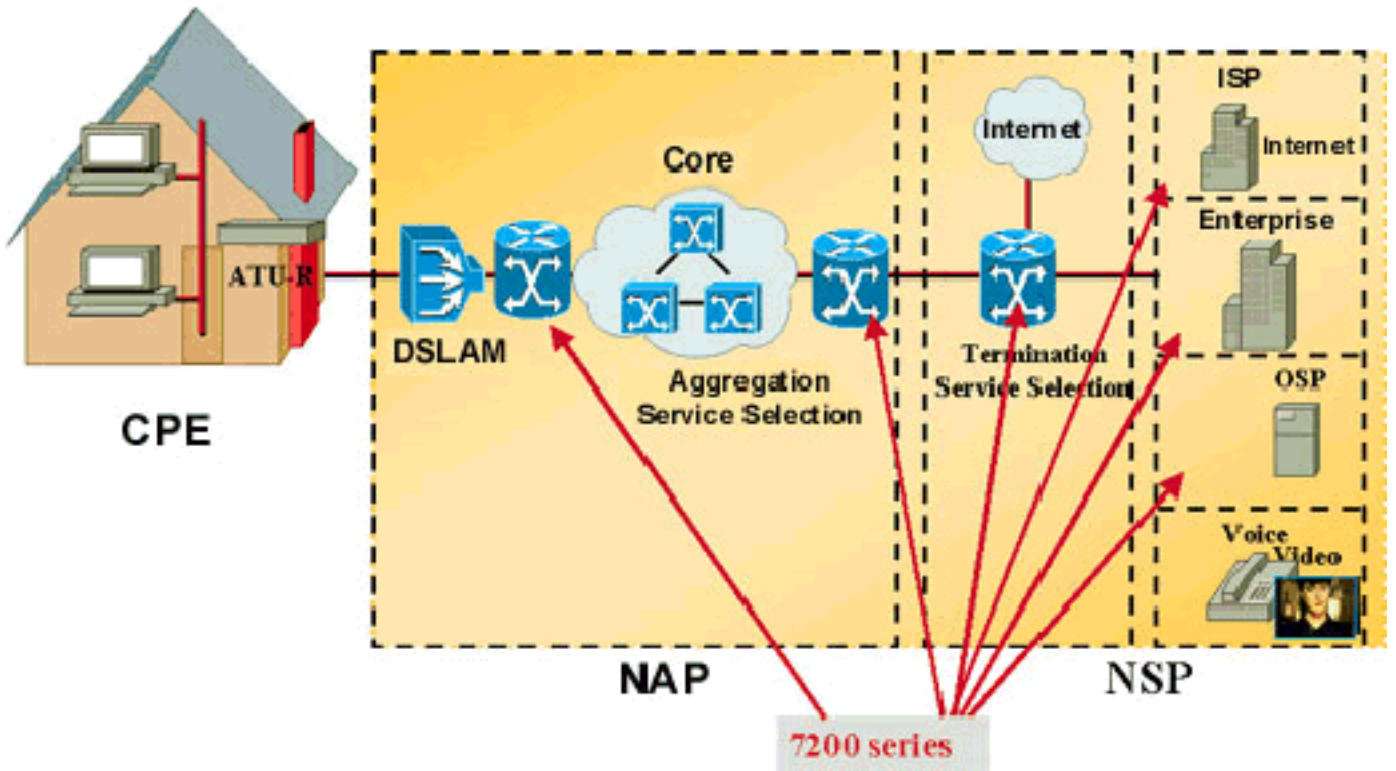 ISP
Internet
Internet
Core
Enterprise
ATU-R
DSLAM
Termination
Service Selection
Aggregation
Service Selection
OSP
CPE
Voice
Video
NAP
NSP
7200 series